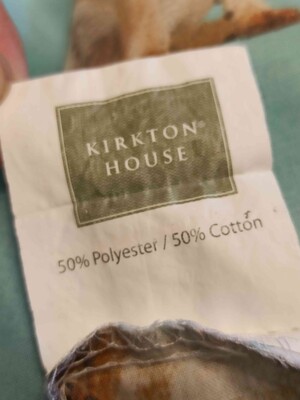 KIRKTON®
HOUSE
50% Polyester / 50% Cotton